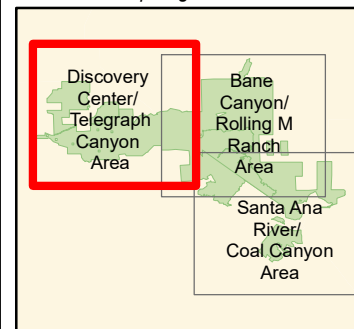 Discovery
Center/
Telegraph
Canyon
Area
Bane
Canyon/
Rolling M
Ranch
Area
Santa Ana
River/
Coal Canyon
Area